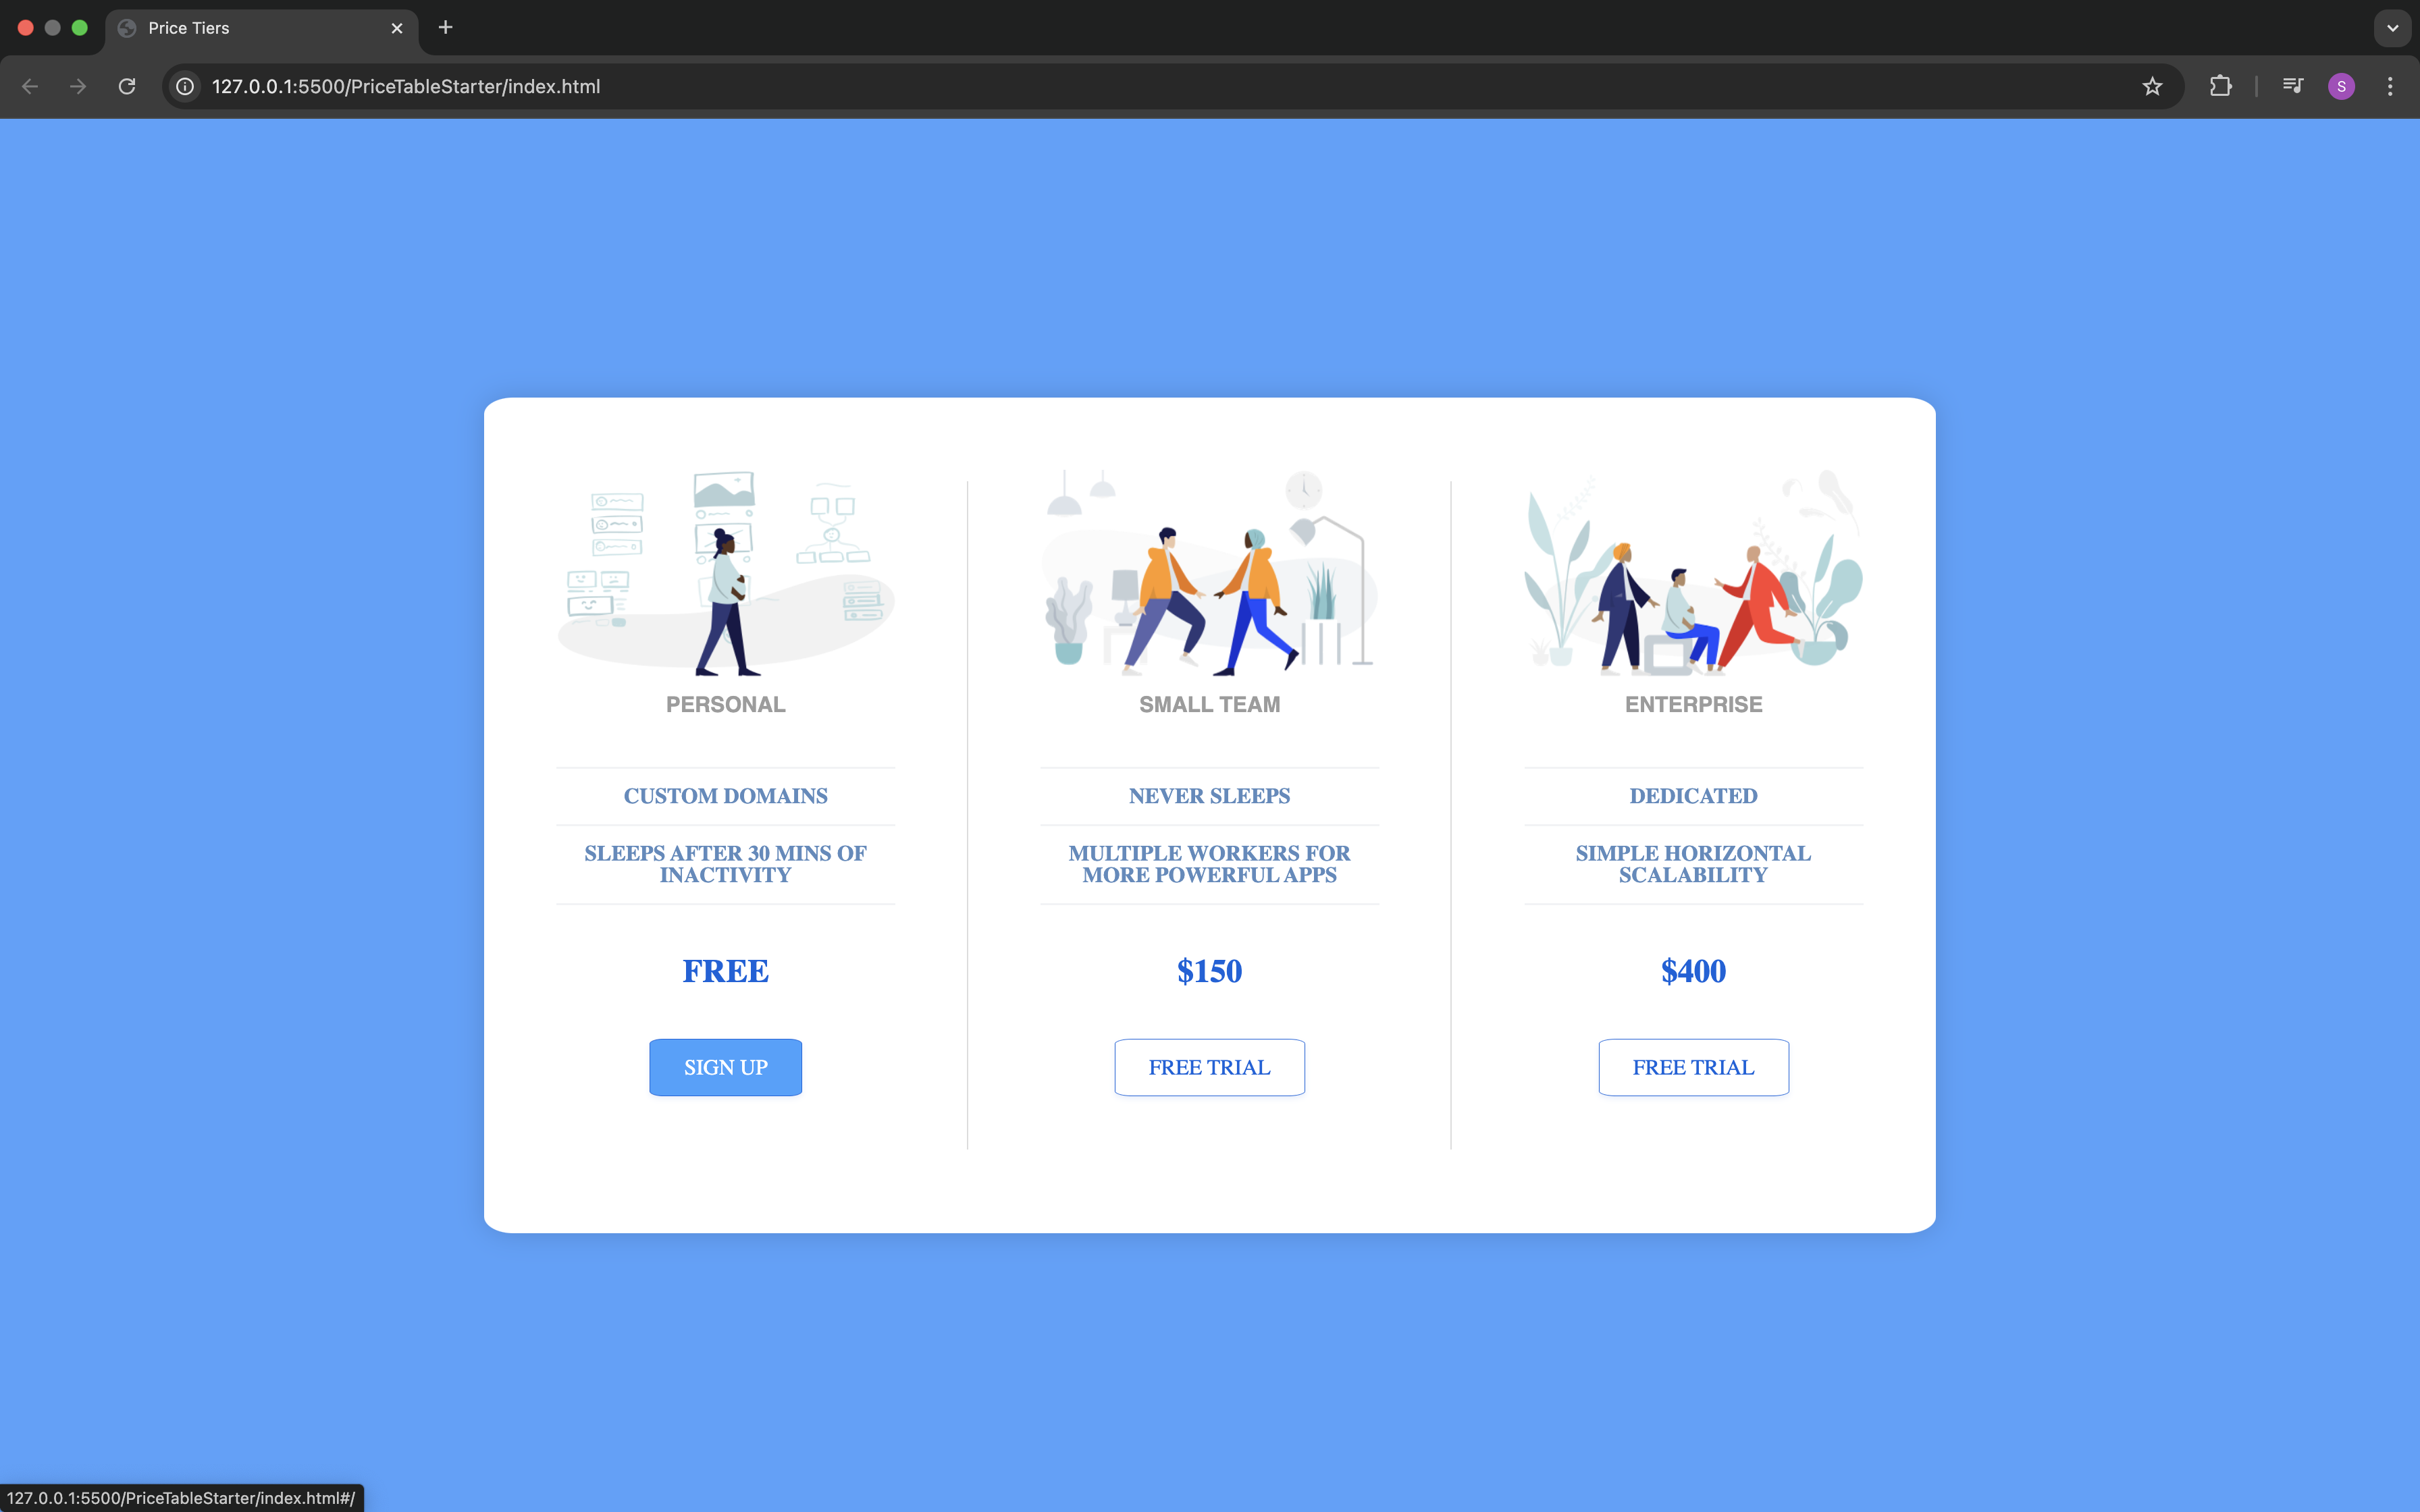 Price Tiers
127.0.0.1:5500/PriceTableStarter/index.html
S
PERSONAL
CUSTOM DOMAINS
SLEEPS AFTER 30 MINS OF
INACTIVITY
FREE
SIGN UP
SMALL TEAM
NEVER SLEEPS
MULTIPLE WORKERS FOR
MORE POWERFUL APPS
$150
FREE TRIAL
ENTERPRISE
DEDICATED
SIMPLE HORIZONTAL
SCALABILITY
$400
FREE TRIAL
127.0.0.1:5500/PriceTableStarter/index.html#/